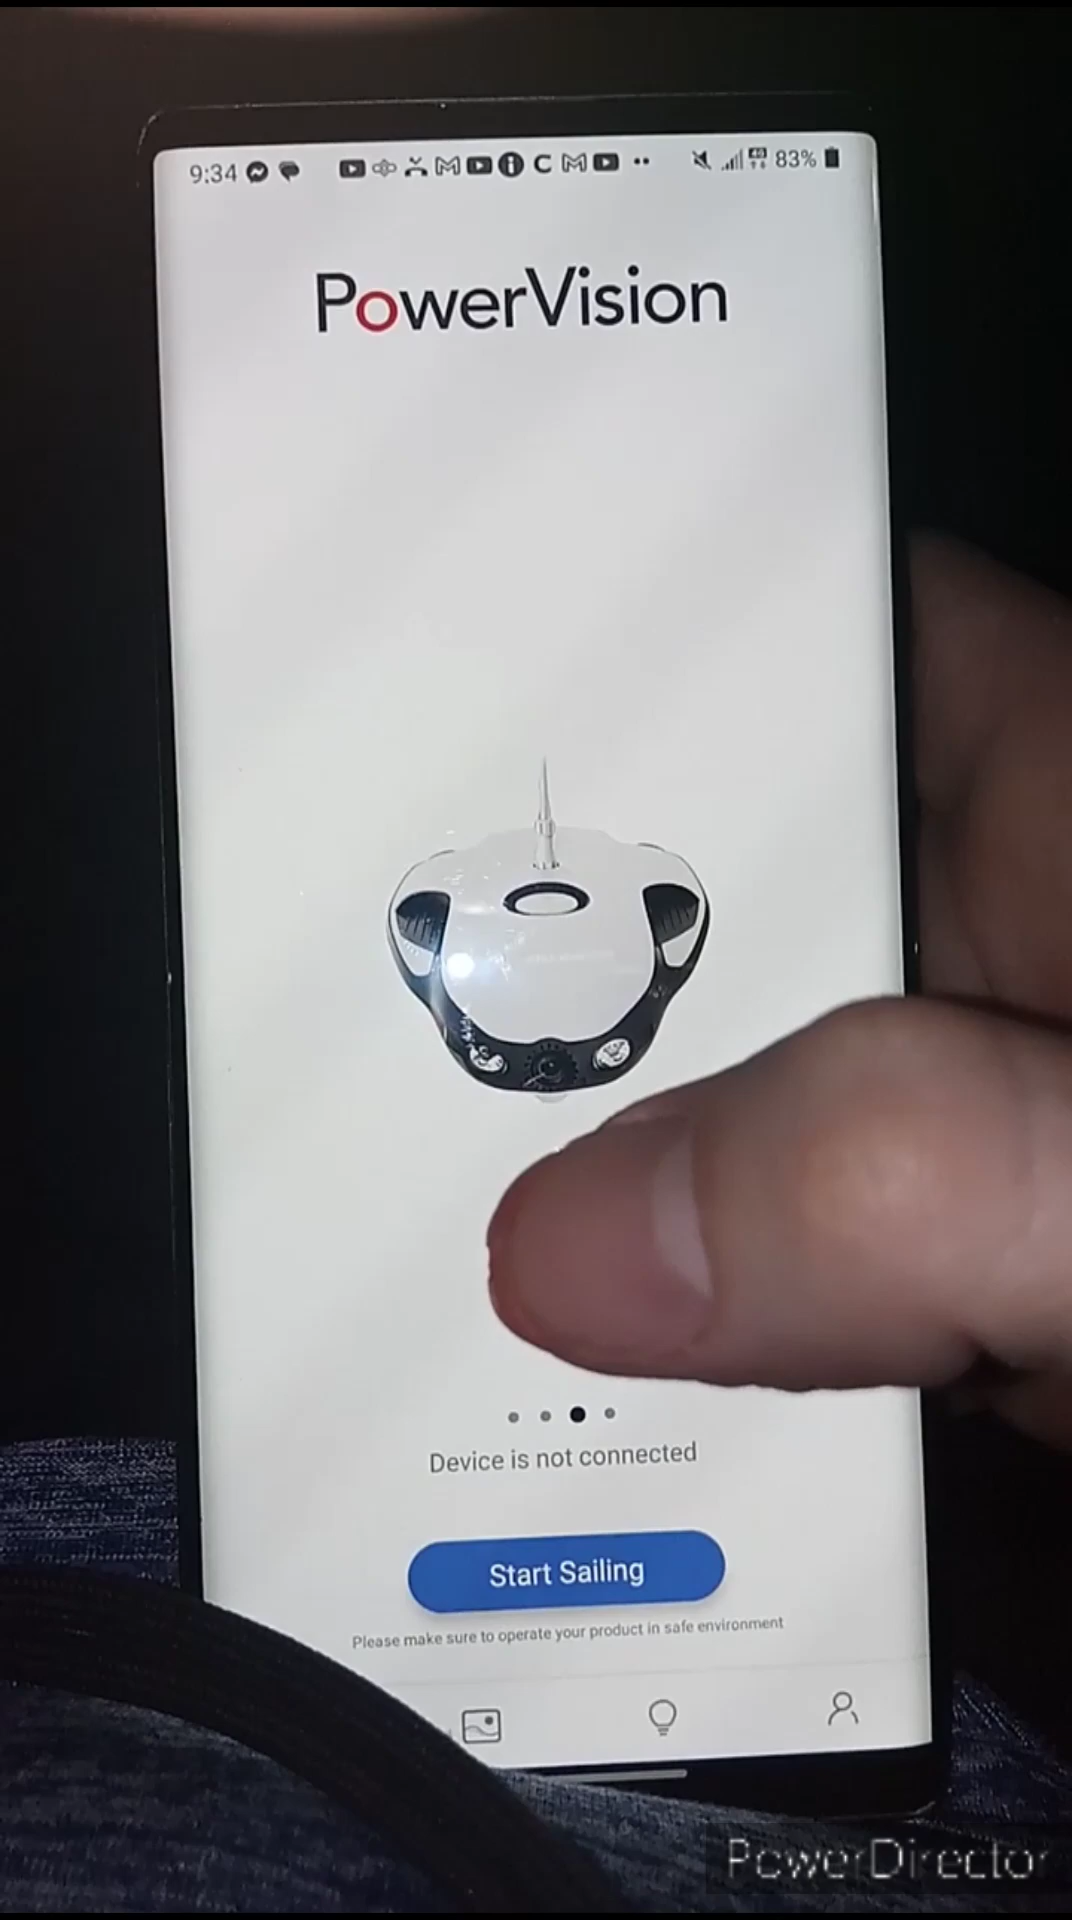 9:34
83%
PowerVision
Device is not connected
Start Sailing
Please make sure to operate your product in safe environment
PowerDirector